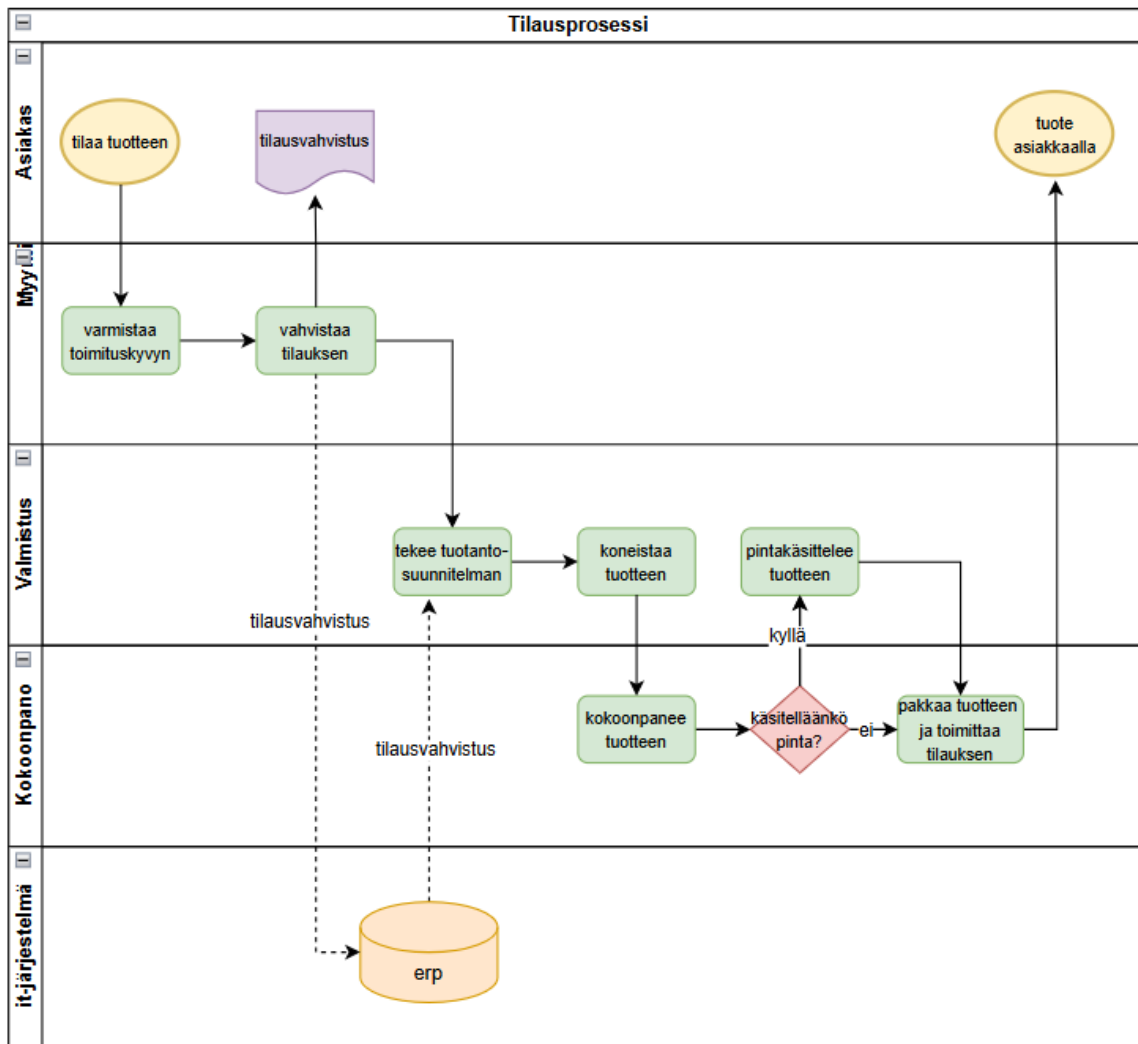 Tilausprosessi
Asiakas
tilaa tuotteen
tilausvahvistus
tuote
asiakkaalla
varmistaa
toimituskyvyn
vahvistaa
tilauksen
Valmistus
tekee tuotanto-
suunnitelman
koneistaa
tuotteen
pintakäsittelee
tuotteen
tilausvahvistus
kyllä
Kokoonpano
kokoonpanee
tuotteen
käsitelläänkö
pinta?
ei
pakkaa tuotteen
ja toimittaa
tilauksen
tilausvahvistus
it-järjestelmä
erp